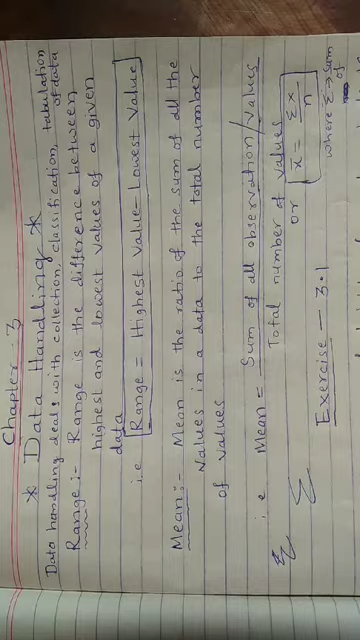 Chapter 3
* Data Handling *
Data handling deals with collection, classification, tabulation of data
Range :- Range is the difference between
highest and lowest values of a given
data
i.e Range = Highest Value - Lowest Value
Mean :- Mean is the ratio of the sum of all the
Values in a data to the total number
of values
i.e Mean = Sum of all observation/values
Total number of values
or x̄ = Σx
n
where Σ → sum
of
Σ Σ
Exercise - 3.1